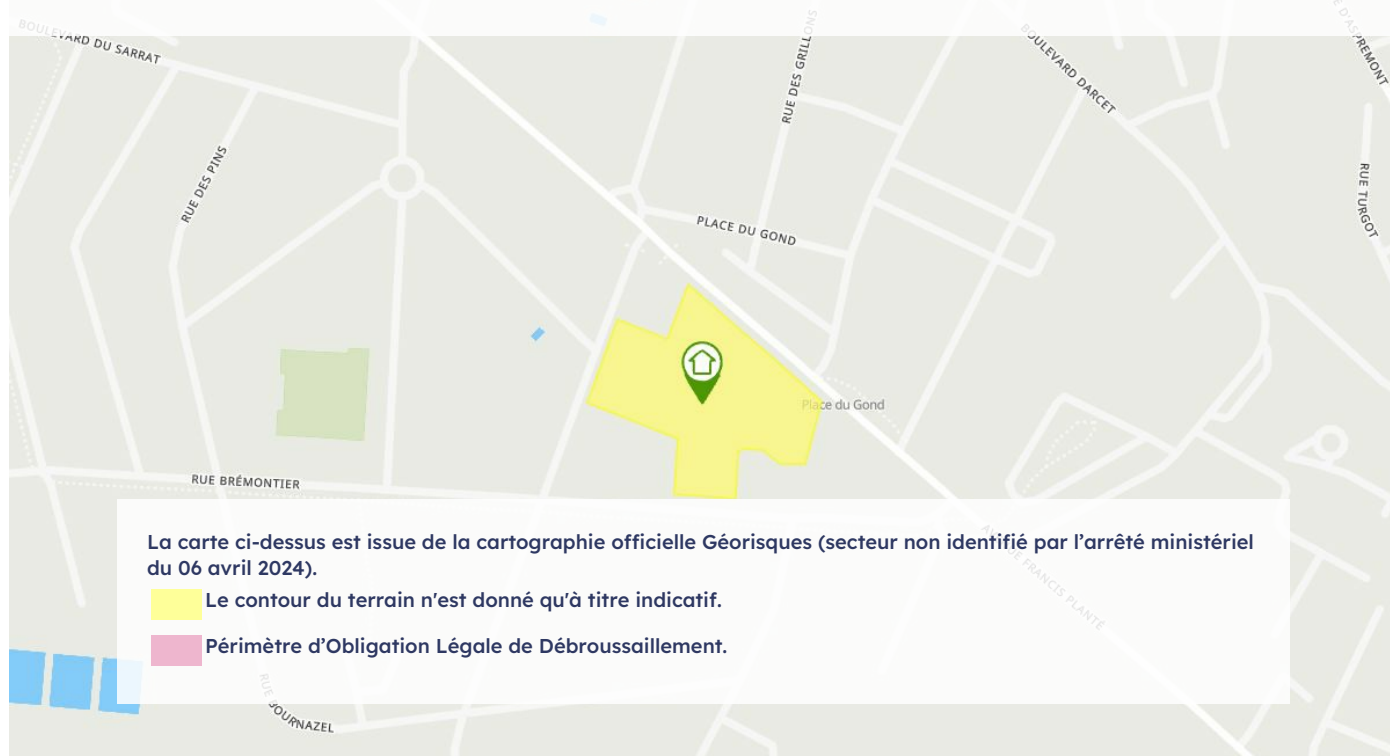 BOULEVARD DU SARRAT
RUE DES GRILLONS
BOULEVARD DARCET
D'ASPREMONT
RUE DES PINS
RUE TURGOT
PLACE DU GOND
Place du Gond
RUE BRÉMONTIER
La carte ci-dessus est issue de la cartographie officielle Géorisques (secteur non identifié par l’arrêté ministériel
du 06 avril 2024).
Le contour du terrain n'est donné qu'à titre indicatif.
Périmètre d’Obligation Légale de Débroussaillement.
AVENUE FRANCIS PLANTÉ
RUE JOURNAZEL